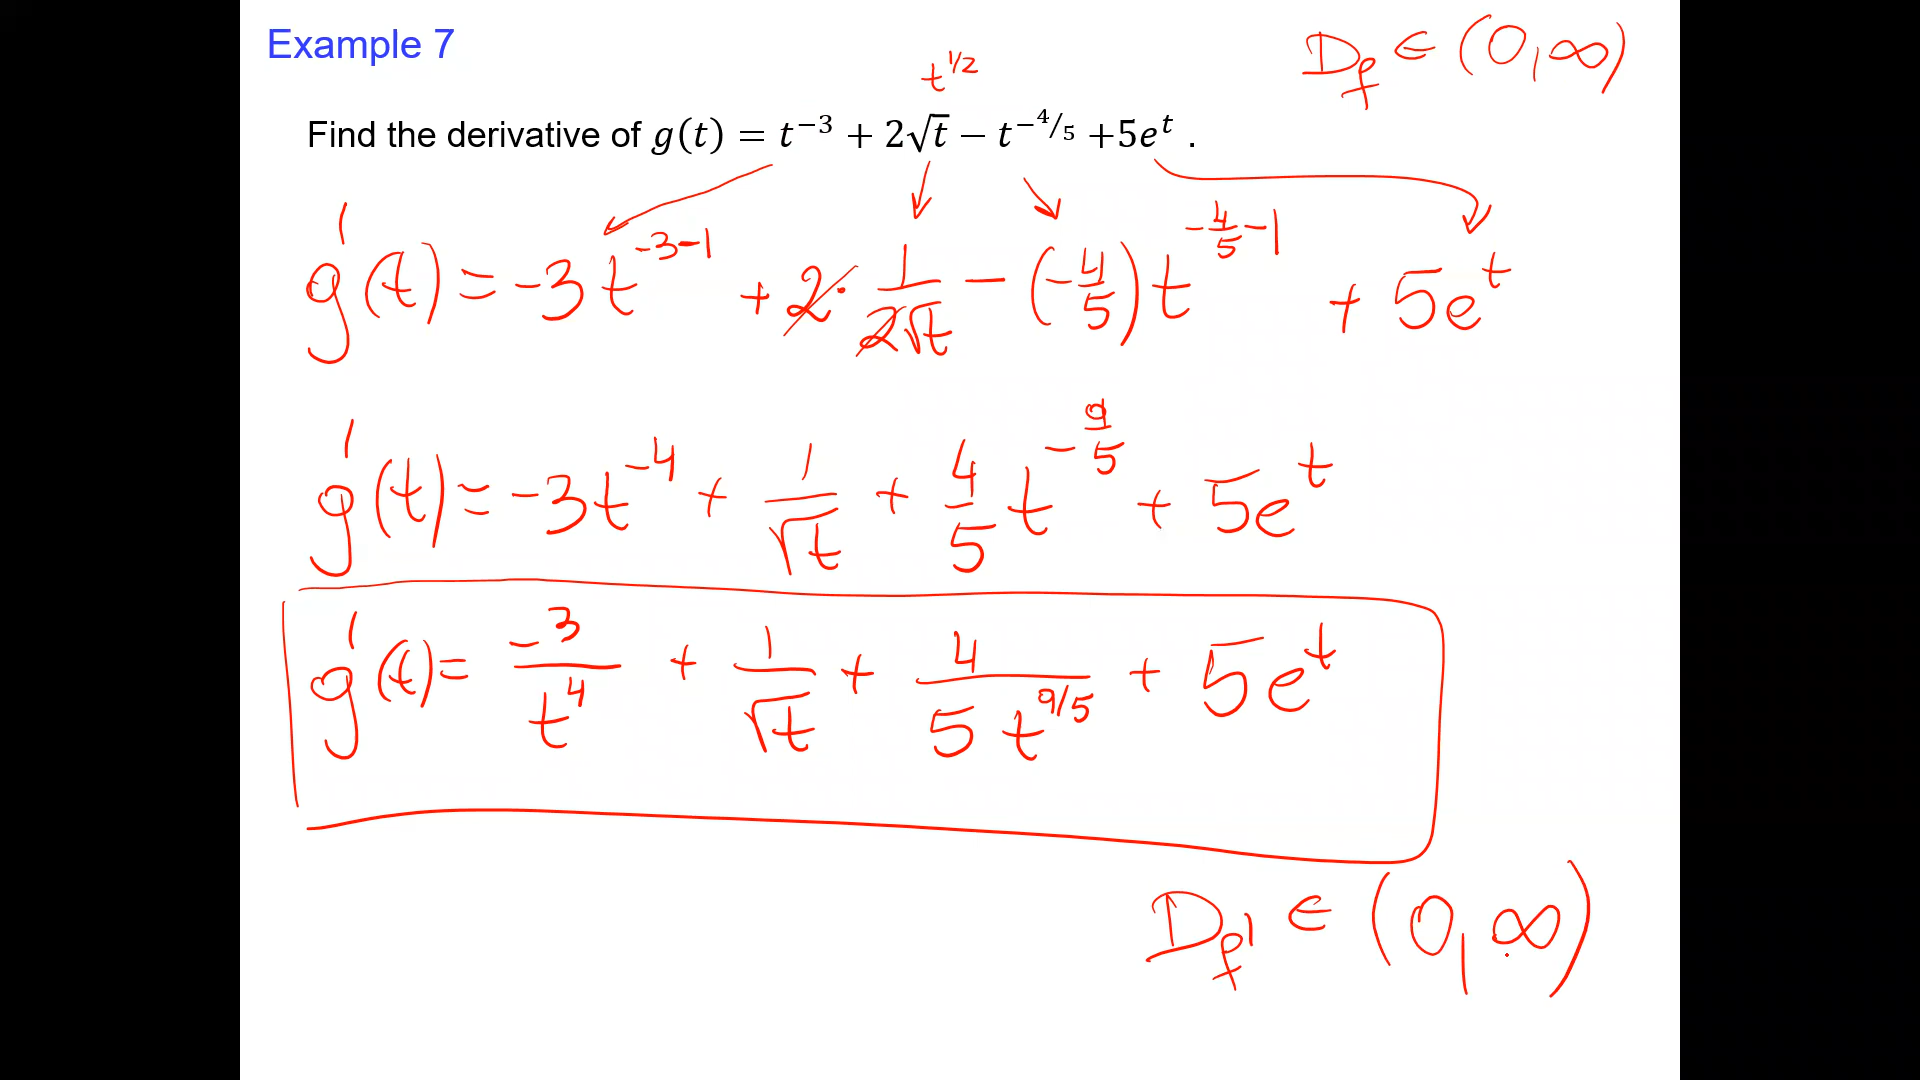 Example 7
D_f ∈ (0, ∞)
t^{1/2}
Find the derivative of g(t) = t^{−3} + 2√t − t^{−4/5} +5e^t .
g'(t) = -3t^{-3-1} + 2 · 1/(2√t) − (-4/5) t^{-4/5-1} + 5e^t
g'(t) = -3t^{-4} + 1/√t + 4/5 t^{-9/5} + 5e^t
g'(t) = -3/t^4 + 1/√t + 4/(5 t^{9/5}) + 5e^t
D_f' ∈ (0, ∞)